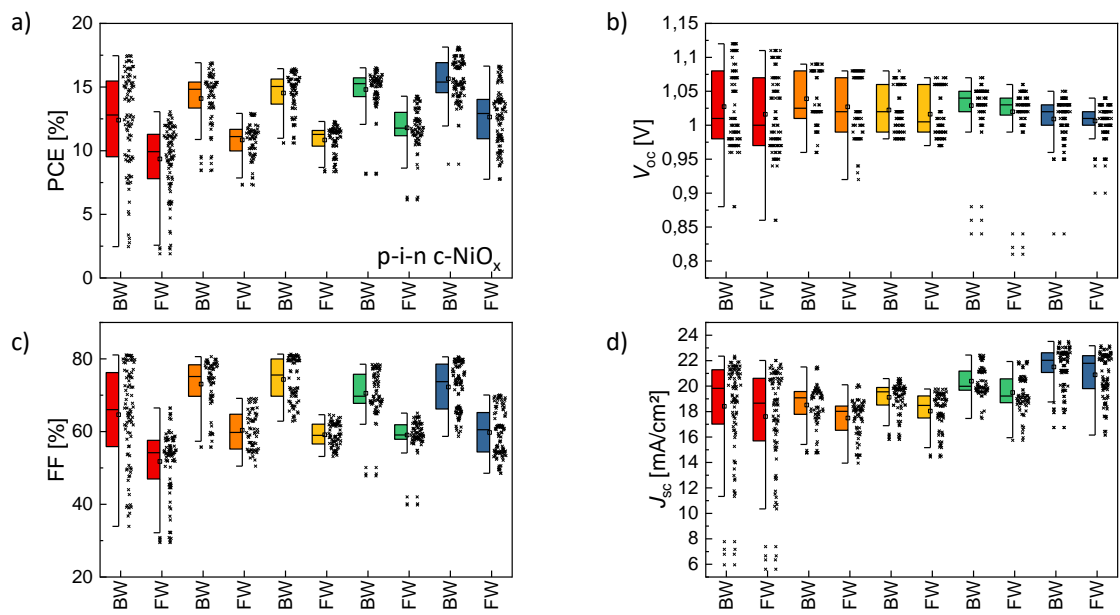 a)
PCE [%]
20
15
10
5
0
p-i-n c-NiOₓ
BW FW BW FW BW FW BW FW BW FW
b)
V_oc [V]
1,15
1,1
1,05
1,0
0,95
0,9
0,85
0,8
BW FW BW FW BW FW BW FW BW FW
c)
FF [%]
80
60
40
20
BW FW BW FW BW FW BW FW BW FW
d)
J_sc [mA/cm²]
24
22
20
18
16
14
12
10
8
6
BW FW BW FW BW FW BW FW BW FW